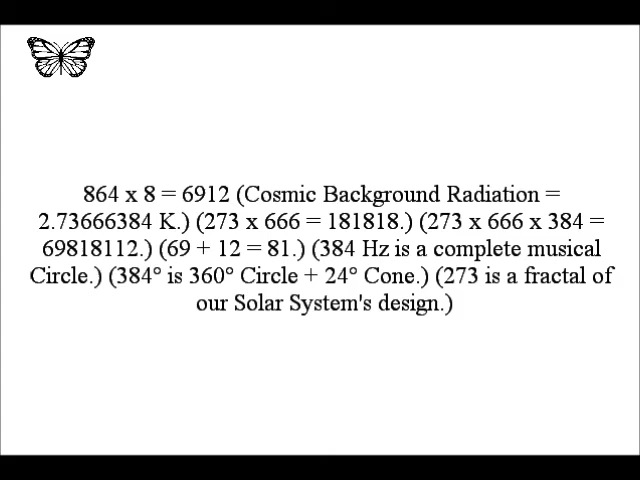 864 x 8 = 6912 (Cosmic Background Radiation =
2.73666384 K.) (273 x 666 = 181818.) (273 x 666 x 384 =
69818112.) (69 + 12 = 81.) (384 Hz is a complete musical
Circle.) (384° is 360° Circle + 24° Cone.) (273 is a fractal of
our Solar System's design.)